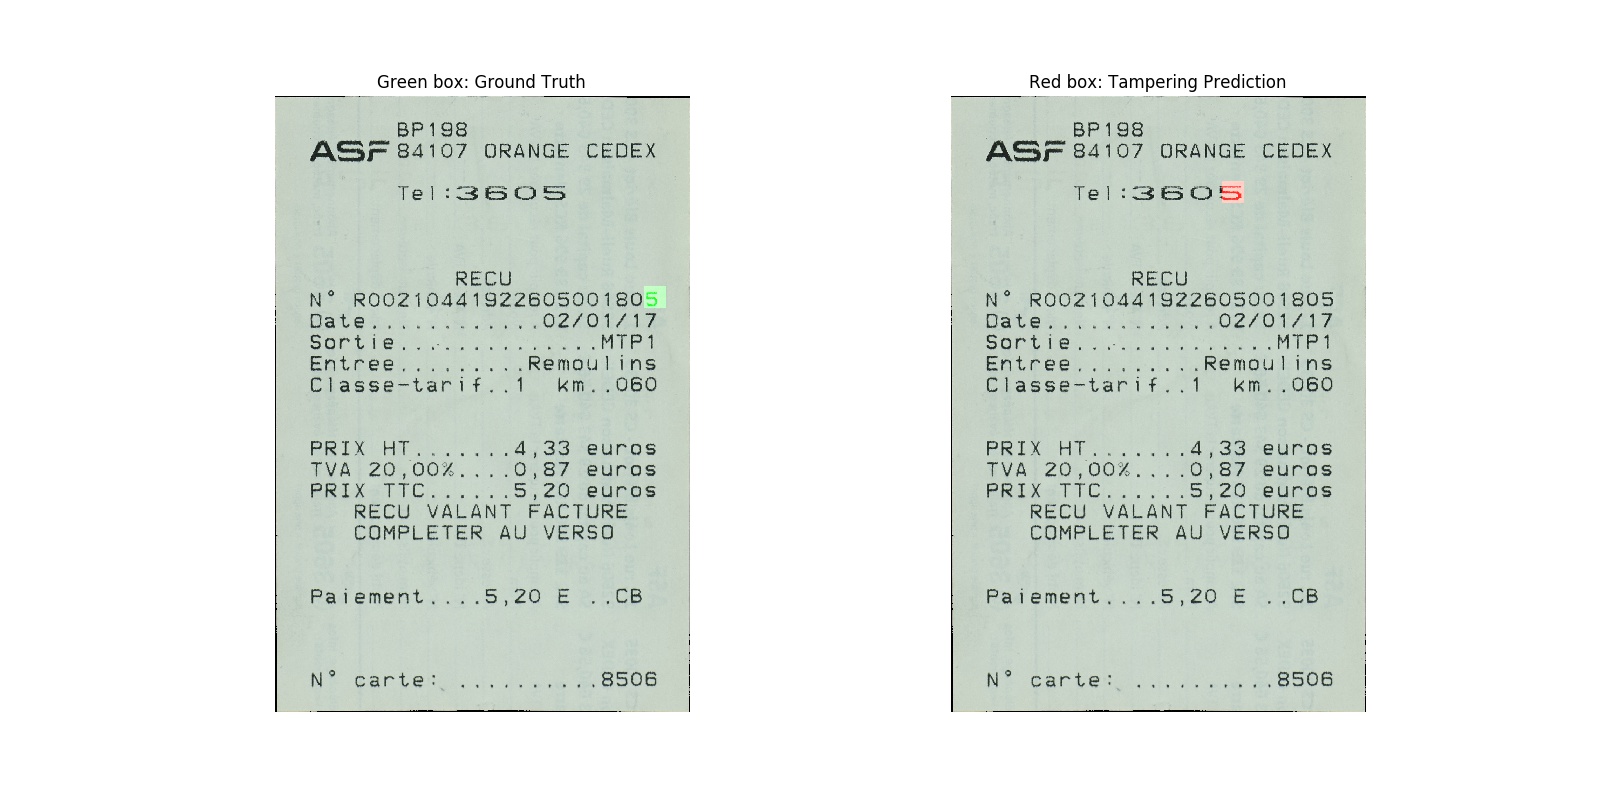 Green box: Ground Truth
BP198
ASF 84107 ORANGE CEDEX
Tel:3605
RECU
N° R00210441922605001805
Date............02/01/17
Sortie..............MTP1
Entree.........Remoulins
Classe-tarif..1 km..060
PRIX HT.......4,33 euros
TVA 20,00%....0,87 euros
PRIX TTC......5,20 euros
RECU VALANT FACTURE
COMPLETER AU VERSO
Paiement....5,20 E ..CB
N° carte: ..........8506
Red box: Tampering Prediction
BP198
ASF 84107 ORANGE CEDEX
Tel:3605
RECU
N° R00210441922605001805
Date............02/01/17
Sortie..............MTP1
Entree.........Remoulins
Classe-tarif..1 km..060
PRIX HT.......4,33 euros
TVA 20,00%....0,87 euros
PRIX TTC......5,20 euros
RECU VALANT FACTURE
COMPLETER AU VERSO
Paiement....5,20 E ..CB
N° carte: ..........8506